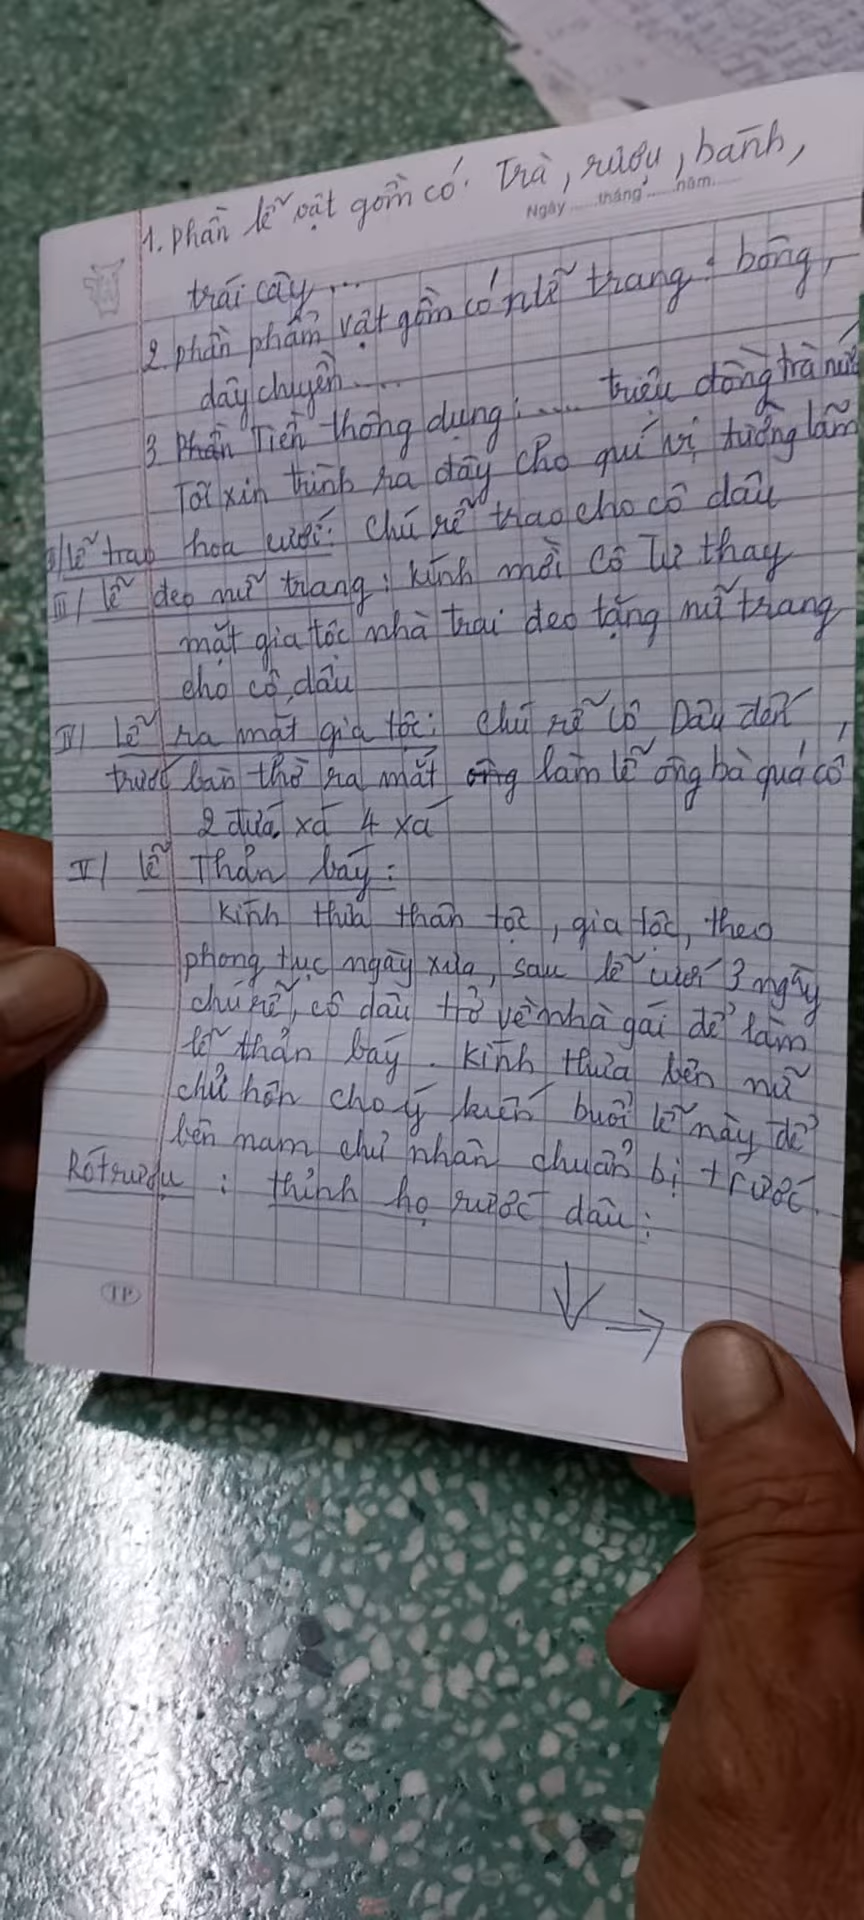 1. Phần lễ vật gồm có: Trà, rượu, bánh,
Ngày......tháng......năm......
trái cây...
2 phần phẩm vật gồm có nữ trang: bông,
dây chuyền....
3 Phần Tiền thông dụng:.... triệu đồng trà nước
Tôi xin trình ra đây cho quí vị tường lãm
II/ Lễ trao hoa cưới: Chú rể trao cho cô dâu
III/ Lễ đeo nữ trang: Kính mời Cô Tư thay
mặt gia tộc nhà trai đeo tặng nữ trang
cho cô dâu
IV/ Lễ ra mắt gia tộc: Chú rể Cô Dâu đến
trước bàn thờ ra mắt làm lễ ông bà quá cố
2 đứa xá 4 xá
V/ Lễ Thản báy:
Kính thưa thân tộc, gia tộc, theo
phong tục ngày xưa, sau lễ cưới 3 ngày
chú rể, cô dâu trở về nhà gái để làm
lễ thản báy. Kính thưa bên nữ
chủ hôn cho ý kiến buổi lễ này để
bên nam chủ nhân chuẩn bị trước.
Rót rượu: thỉnh họ rước dâu:
TP